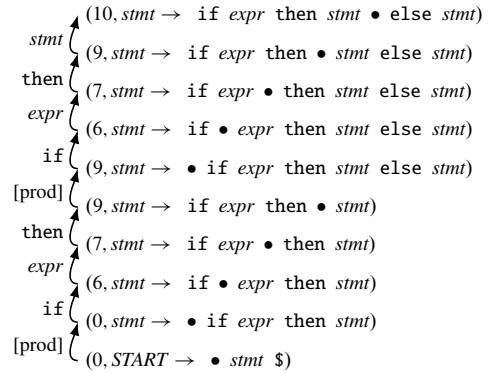 (10, stmt → if expr then stmt • else stmt)
stmt
(9, stmt → if expr then • stmt else stmt)
then
(7, stmt → if expr • then stmt else stmt)
expr
(6, stmt → if • expr then stmt else stmt)
if
(9, stmt → • if expr then stmt else stmt)
[prod]
(9, stmt → if expr then • stmt)
then
(7, stmt → if expr • then stmt)
expr
(6, stmt → if • expr then stmt)
if
(0, stmt → • if expr then stmt)
[prod]
(0, START → • stmt $)